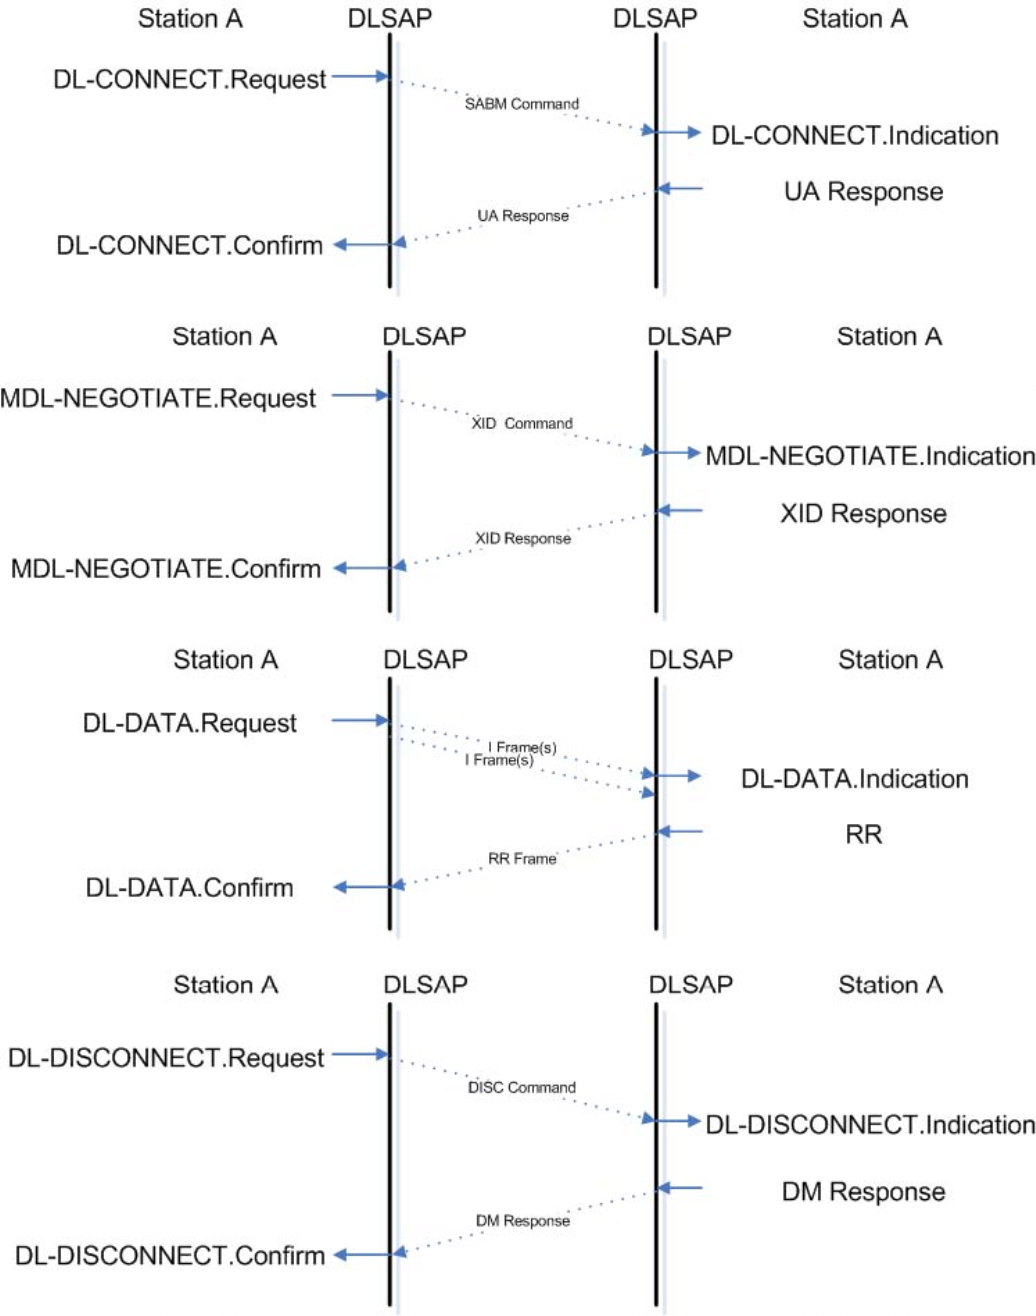 Station A DLSAP DLSAP Station A
DL-CONNECT.Request
SABM Command
DL-CONNECT.Indication
UA Response
UA Response
DL-CONNECT.Confirm
Station A DLSAP DLSAP Station A
MDL-NEGOTIATE.Request
XID Command
MDL-NEGOTIATE.Indication
XID Response
XID Response
MDL-NEGOTIATE.Confirm
Station A DLSAP DLSAP Station A
DL-DATA.Request
I Frame(s)
I Frame(s)
DL-DATA.Indication
RR
RR Frame
DL-DATA.Confirm
Station A DLSAP DLSAP Station A
DL-DISCONNECT.Request
DISC Command
DL-DISCONNECT.Indication
DM Response
DM Response
DL-DISCONNECT.Confirm